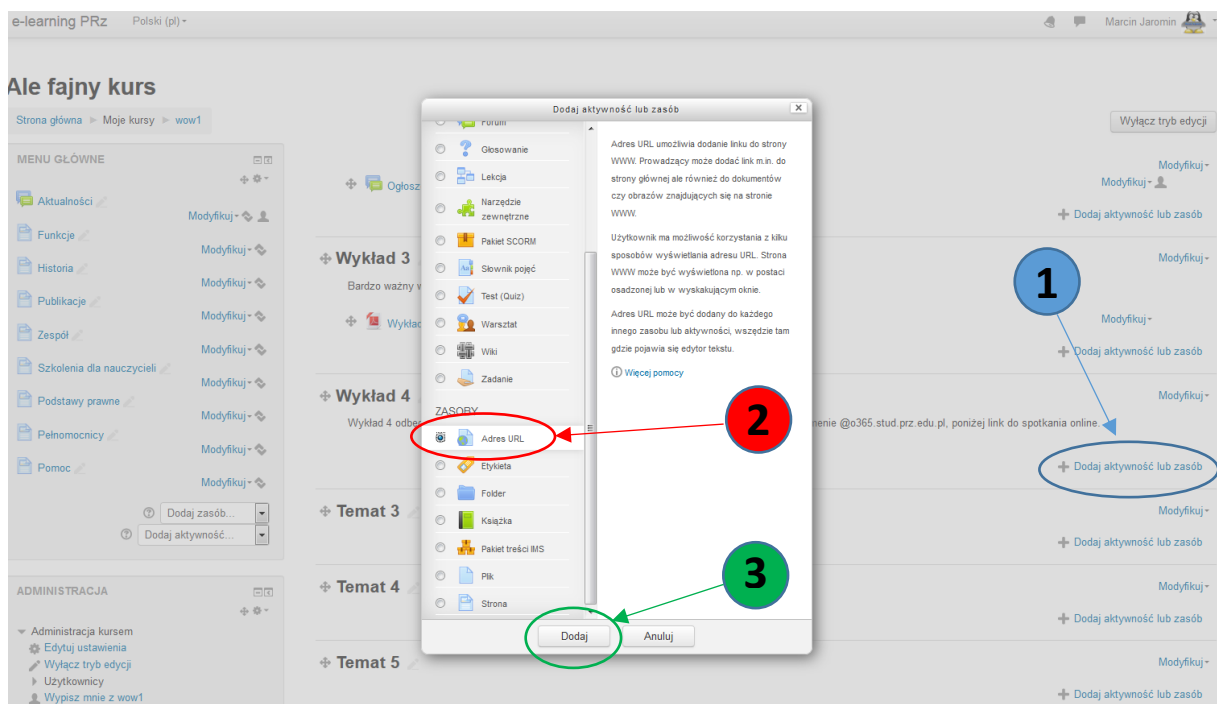 e-learning PRz Polski (pl)
Marcin Jaromin
Ale fajny kurs
Strona główna Moje kursy wow1
Wyłącz tryb edycji
MENU GŁÓWNE
Aktualności
Modyfikuj
Funkcje
Modyfikuj
Historia
Modyfikuj
Publikacje
Modyfikuj
Zespół
Modyfikuj
Szkolenia dla nauczycieli
Modyfikuj
Podstawy prawne
Modyfikuj
Pełnomocnicy
Modyfikuj
Pomoc
Modyfikuj
Dodaj zasób...
Dodaj aktywność...
ADMINISTRACJA
Administracja kursem
Edytuj ustawienia
Wyłącz tryb edycji
Użytkownicy
Wypisz mnie z wow1
Modyfikuj
Modyfikuj
+ Dodaj aktywność lub zasób
Wykład 3
Modyfikuj
Bardzo ważny
Modyfikuj
+ Dodaj aktywność lub zasób
Wykład 4
Modyfikuj
Wykład 4
@o365.stud.prz.edu.pl, poniżej link do spotkania online.
+ Dodaj aktywność lub zasób
Temat 3
Modyfikuj
+ Dodaj aktywność lub zasób
Temat 4
Modyfikuj
+ Dodaj aktywność lub zasób
Temat 5
Modyfikuj
+ Dodaj aktywność lub zasób
Dodaj aktywność lub zasób
Forum
Głosowanie
Lekcja
Narzędzie
zewnętrzne
Pakiet SCORM
Słownik pojęć
Test (Quiz)
Warsztat
Wiki
Zadanie
ZASOBY
Adres URL
Etykieta
Folder
Książka
Pakiet treści IMS
Plik
Strona
Adres URL umożliwia dodanie linku do strony
WWW. Prowadzący może dodać link m.in. do
strony głównej ale również do dokumentów
czy obrazów znajdujących się na stronie
WWW.
Użytkownik ma możliwość korzystania z kilku
sposobów wyświetlania adresu URL. Strona
WWW może być wyświetlona np. w postaci
osadzonej lub w wyskakującym oknie.
Adres URL może być dodany do każdego
innego zasobu lub aktywności, wszędzie tam
gdzie pojawia się edytor tekstu.
Więcej pomocy
Dodaj Anuluj
1
2
3